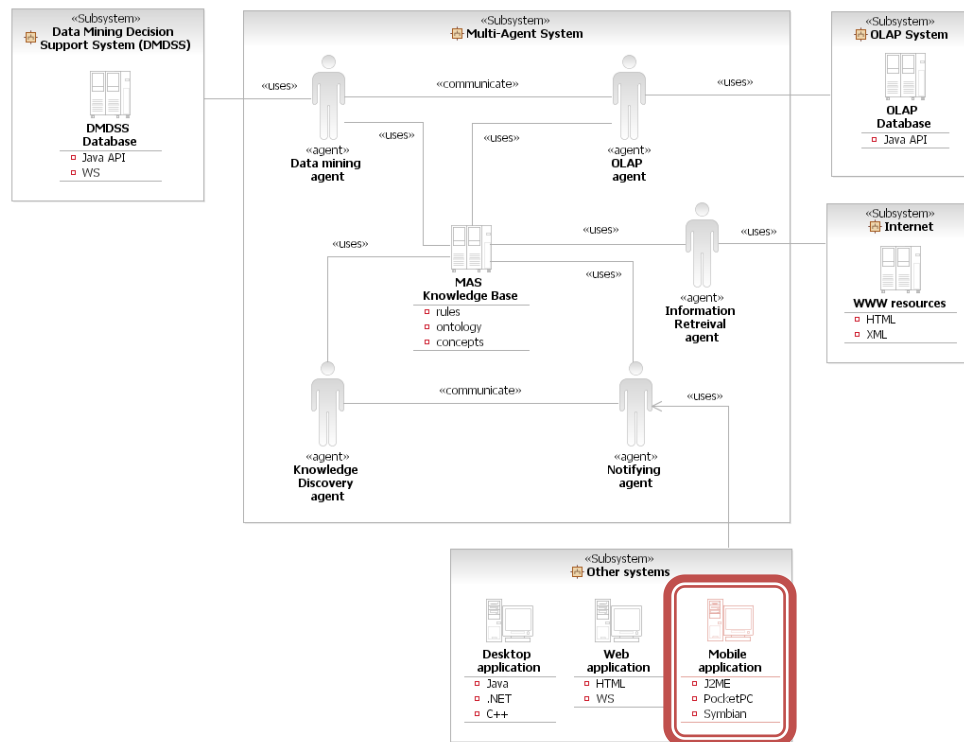 «Subsystem»
Data Mining Decision
Support System (DMDSS)
DMDSS
Database
Java API
WS
«uses»
«Subsystem»
Multi-Agent System
«agent»
Data mining
agent
«communicate»
«agent»
OLAP
agent
«uses»
«uses»
«uses»
«Subsystem»
OLAP System
OLAP
Database
Java API
«uses»
MAS
Knowledge Base
rules
ontology
concepts
«uses»
«uses»
«agent»
Information
Retreival
agent
«uses»
«Subsystem»
Internet
WWW resources
HTML
XML
«agent»
Knowledge
Discovery
agent
«communicate»
«agent»
Notifying
agent
«uses»
«Subsystem»
Other systems
Desktop
application
Java
.NET
C++
Web
application
HTML
WS
Mobile
application
J2ME
PocketPC
Symbian